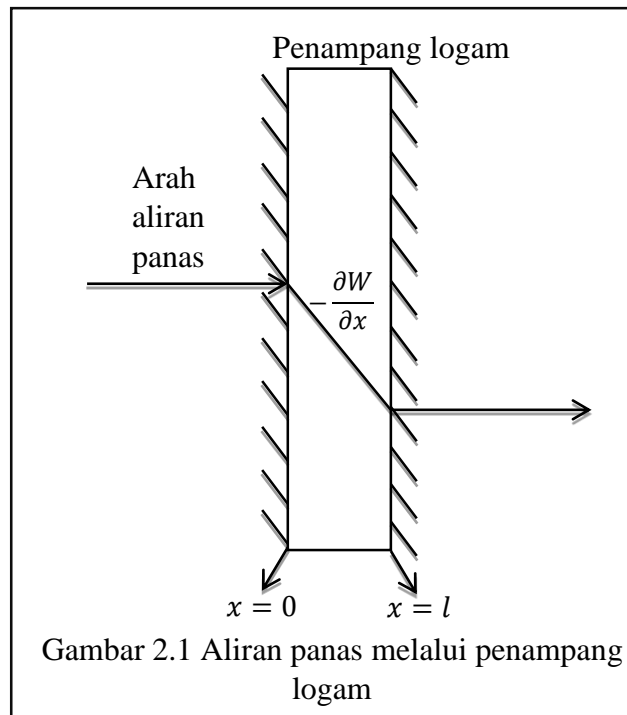 Penampang logam
Arah
aliran
panas
−∂W/∂x
x = 0
x = l
Gambar 2.1 Aliran panas melalui penampang
logam